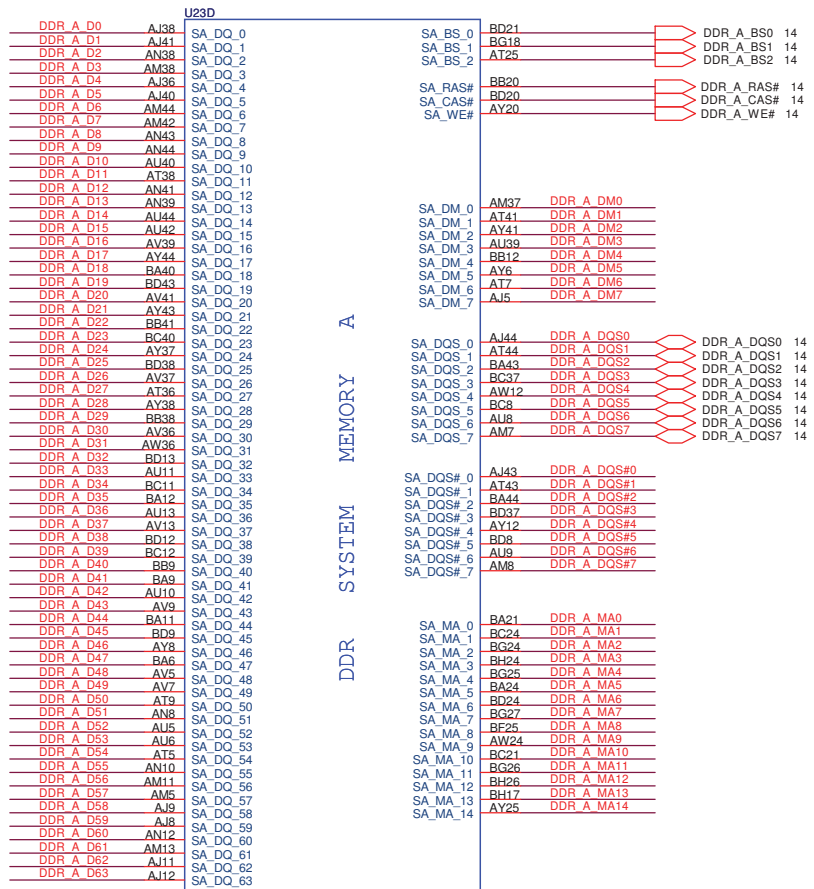 U23D
DDR_A_D0 AJ38 SA_DQ_0
DDR_A_D1 AJ41 SA_DQ_1
DDR_A_D2 AN38 SA_DQ_2
DDR_A_D3 AM38 SA_DQ_3
DDR_A_D4 AJ36 SA_DQ_4
DDR_A_D5 AJ40 SA_DQ_5
DDR_A_D6 AM44 SA_DQ_6
DDR_A_D7 AM42 SA_DQ_7
DDR_A_D8 AN43 SA_DQ_8
DDR_A_D9 AN44 SA_DQ_9
DDR_A_D10 AU40 SA_DQ_10
DDR_A_D11 AT38 SA_DQ_11
DDR_A_D12 AN41 SA_DQ_12
DDR_A_D13 AN39 SA_DQ_13
DDR_A_D14 AU44 SA_DQ_14
DDR_A_D15 AU42 SA_DQ_15
DDR_A_D16 AV39 SA_DQ_16
DDR_A_D17 AY44 SA_DQ_17
DDR_A_D18 BA40 SA_DQ_18
DDR_A_D19 BD43 SA_DQ_19
DDR_A_D20 AV41 SA_DQ_20
DDR_A_D21 AY43 SA_DQ_21
DDR_A_D22 BB41 SA_DQ_22
DDR_A_D23 BC40 SA_DQ_23
DDR_A_D24 AY37 SA_DQ_24
DDR_A_D25 BD38 SA_DQ_25
DDR_A_D26 AV37 SA_DQ_26
DDR_A_D27 AT36 SA_DQ_27
DDR_A_D28 AY38 SA_DQ_28
DDR_A_D29 BB38 SA_DQ_29
DDR_A_D30 AV36 SA_DQ_30
DDR_A_D31 AW36 SA_DQ_31
DDR_A_D32 BD13 SA_DQ_32
DDR_A_D33 AU11 SA_DQ_33
DDR_A_D34 BC11 SA_DQ_34
DDR_A_D35 BA12 SA_DQ_35
DDR_A_D36 AU13 SA_DQ_36
DDR_A_D37 AV13 SA_DQ_37
DDR_A_D38 BD12 SA_DQ_38
DDR_A_D39 BC12 SA_DQ_39
DDR_A_D40 BB9 SA_DQ_40
DDR_A_D41 BA9 SA_DQ_41
DDR_A_D42 AU10 SA_DQ_42
DDR_A_D43 AV9 SA_DQ_43
DDR_A_D44 BA11 SA_DQ_44
DDR_A_D45 BD9 SA_DQ_45
DDR_A_D46 AY8 SA_DQ_46
DDR_A_D47 BA6 SA_DQ_47
DDR_A_D48 AV5 SA_DQ_48
DDR_A_D49 AV7 SA_DQ_49
DDR_A_D50 AT9 SA_DQ_50
DDR_A_D51 AN8 SA_DQ_51
DDR_A_D52 AU5 SA_DQ_52
DDR_A_D53 AU6 SA_DQ_53
DDR_A_D54 AT5 SA_DQ_54
DDR_A_D55 AN10 SA_DQ_55
DDR_A_D56 AM11 SA_DQ_56
DDR_A_D57 AM5 SA_DQ_57
DDR_A_D58 AJ9 SA_DQ_58
DDR_A_D59 AJ8 SA_DQ_59
DDR_A_D60 AN12 SA_DQ_60
DDR_A_D61 AM13 SA_DQ_61
DDR_A_D62 AJ11 SA_DQ_62
DDR_A_D63 AJ12 SA_DQ_63
DDR SYSTEM MEMORY A
SA_BS_0 BD21 DDR_A_BS0 14
SA_BS_1 BG18 DDR_A_BS1 14
SA_BS_2 AT25 DDR_A_BS2 14
SA_RAS# BB20 DDR_A_RAS# 14
SA_CAS# BD20 DDR_A_CAS# 14
SA_WE# AY20 DDR_A_WE# 14
SA_DM_0 AM37 DDR_A_DM0
SA_DM_1 AT41 DDR_A_DM1
SA_DM_2 AY41 DDR_A_DM2
SA_DM_3 AU39 DDR_A_DM3
SA_DM_4 BB12 DDR_A_DM4
SA_DM_5 AY6 DDR_A_DM5
SA_DM_6 AT7 DDR_A_DM6
SA_DM_7 AJ5 DDR_A_DM7
SA_DQS_0 AJ44 DDR_A_DQS0 DDR_A_DQS0 14
SA_DQS_1 AT44 DDR_A_DQS1 DDR_A_DQS1 14
SA_DQS_2 BA43 DDR_A_DQS2 DDR_A_DQS2 14
SA_DQS_3 BC37 DDR_A_DQS3 DDR_A_DQS3 14
SA_DQS_4 AW12 DDR_A_DQS4 DDR_A_DQS4 14
SA_DQS_5 BC8 DDR_A_DQS5 DDR_A_DQS5 14
SA_DQS_6 AU8 DDR_A_DQS6 DDR_A_DQS6 14
SA_DQS_7 AM7 DDR_A_DQS7 DDR_A_DQS7 14
SA_DQS#_0 AJ43 DDR_A_DQS#0
SA_DQS#_1 AT43 DDR_A_DQS#1
SA_DQS#_2 BA44 DDR_A_DQS#2
SA_DQS#_3 BD37 DDR_A_DQS#3
SA_DQS#_4 AY12 DDR_A_DQS#4
SA_DQS#_5 BD8 DDR_A_DQS#5
SA_DQS#_6 AU9 DDR_A_DQS#6
SA_DQS#_7 AM8 DDR_A_DQS#7
SA_MA_0 BA21 DDR_A_MA0
SA_MA_1 BC24 DDR_A_MA1
SA_MA_2 BG24 DDR_A_MA2
SA_MA_3 BH24 DDR_A_MA3
SA_MA_4 BG25 DDR_A_MA4
SA_MA_5 BA24 DDR_A_MA5
SA_MA_6 BD24 DDR_A_MA6
SA_MA_7 BG27 DDR_A_MA7
SA_MA_8 BF25 DDR_A_MA8
SA_MA_9 AW24 DDR_A_MA9
SA_MA_10 BC21 DDR_A_MA10
SA_MA_11 BG26 DDR_A_MA11
SA_MA_12 BH26 DDR_A_MA12
SA_MA_13 BH17 DDR_A_MA13
SA_MA_14 AY25 DDR_A_MA14